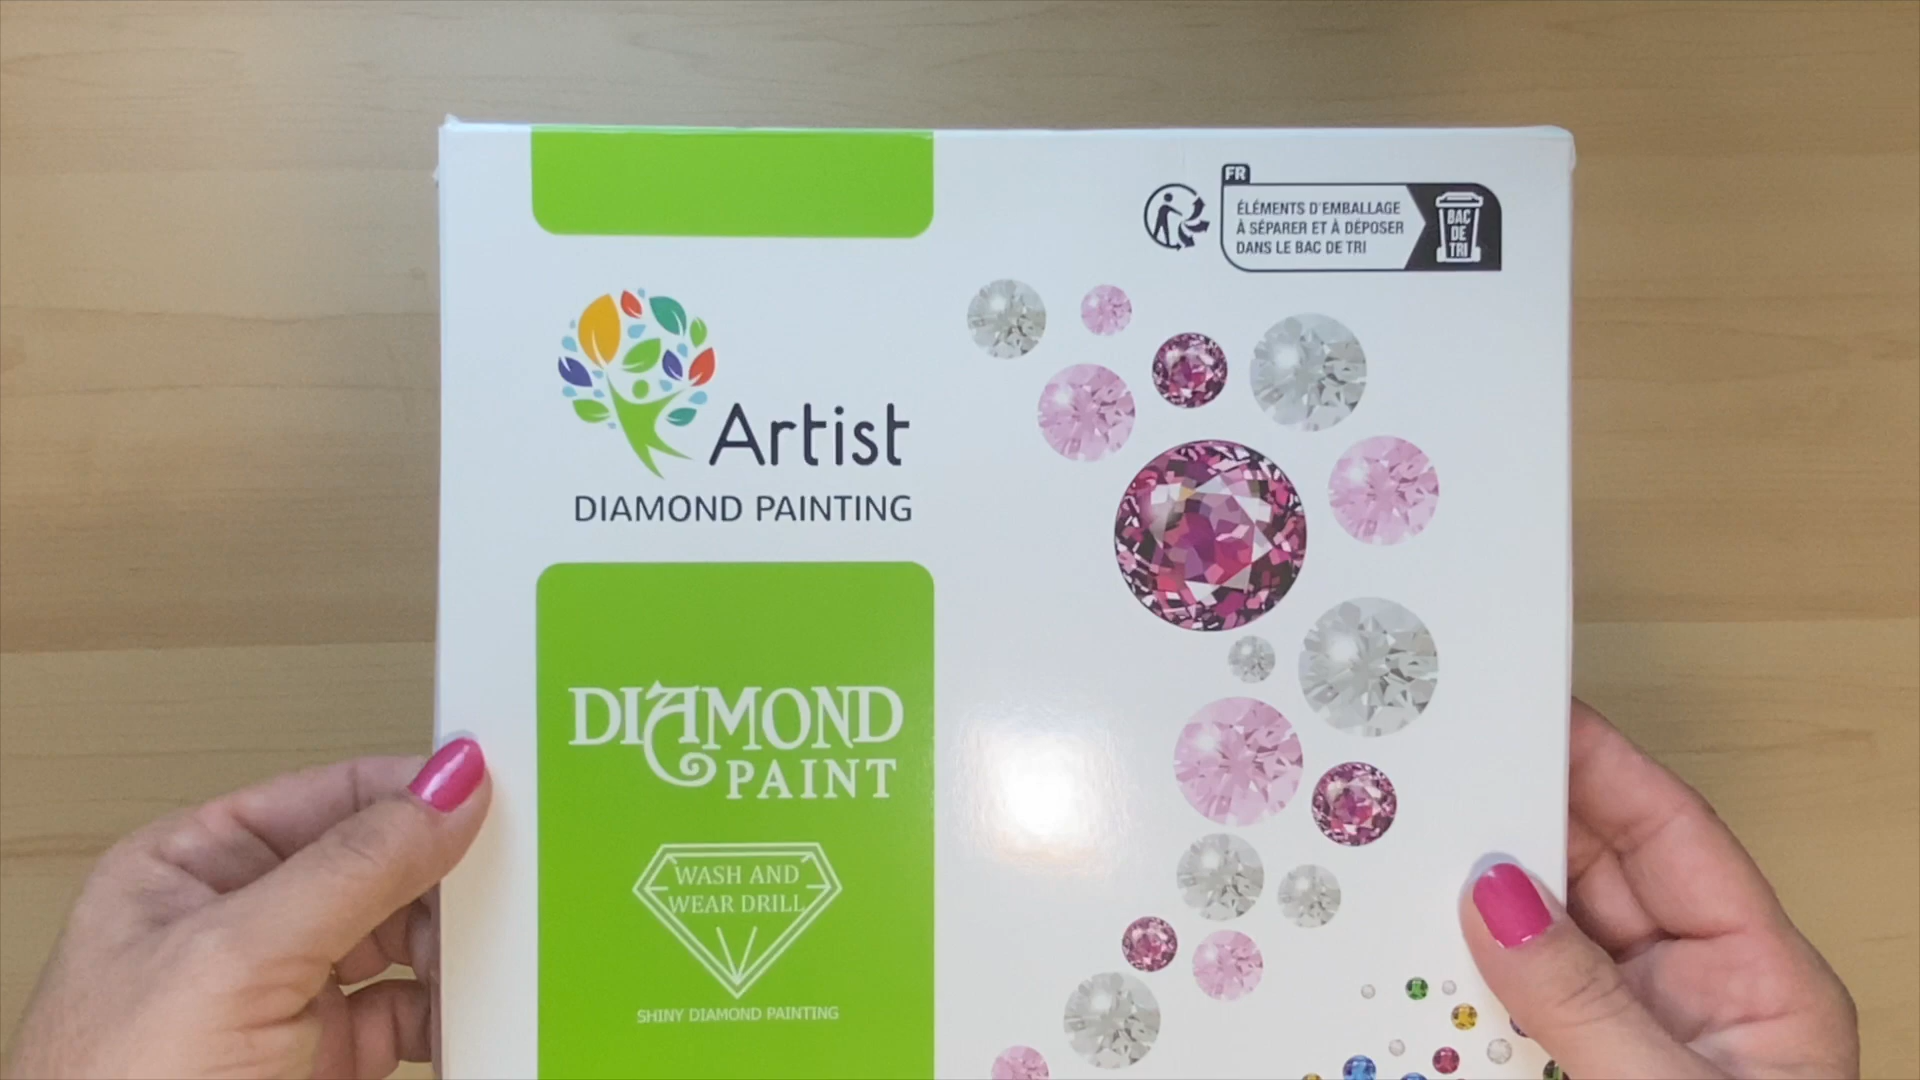 FR
ÉLÉMENTS D'EMBALLAGE
À SÉPARER ET À DÉPOSER
DANS LE BAC DE TRI
BAC
DE
TRI
Artist
DIAMOND PAINTING
DIAMOND
PAINT
WASH AND
WEAR DRILL
SHINY DIAMOND PAINTING